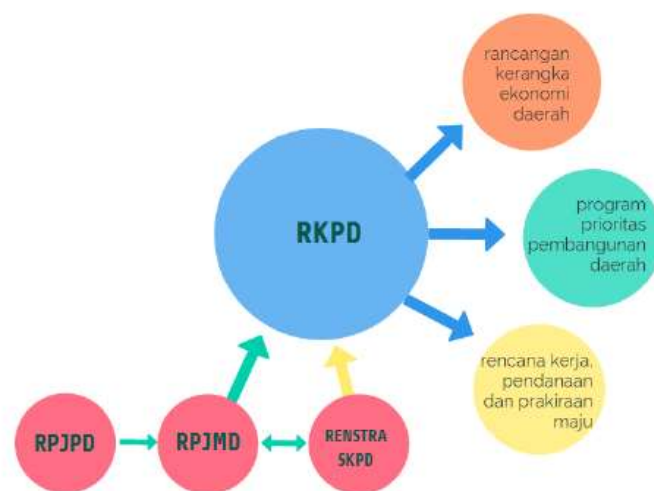 rancangan
kerangka
ekonomi
daerah
RKPD
program
prioritas
pembangunan
daerah
rencana kerja,
pendanaan
dan prakiraan
maju
RPJPD
RPJMD
RENSTRA
SKPD